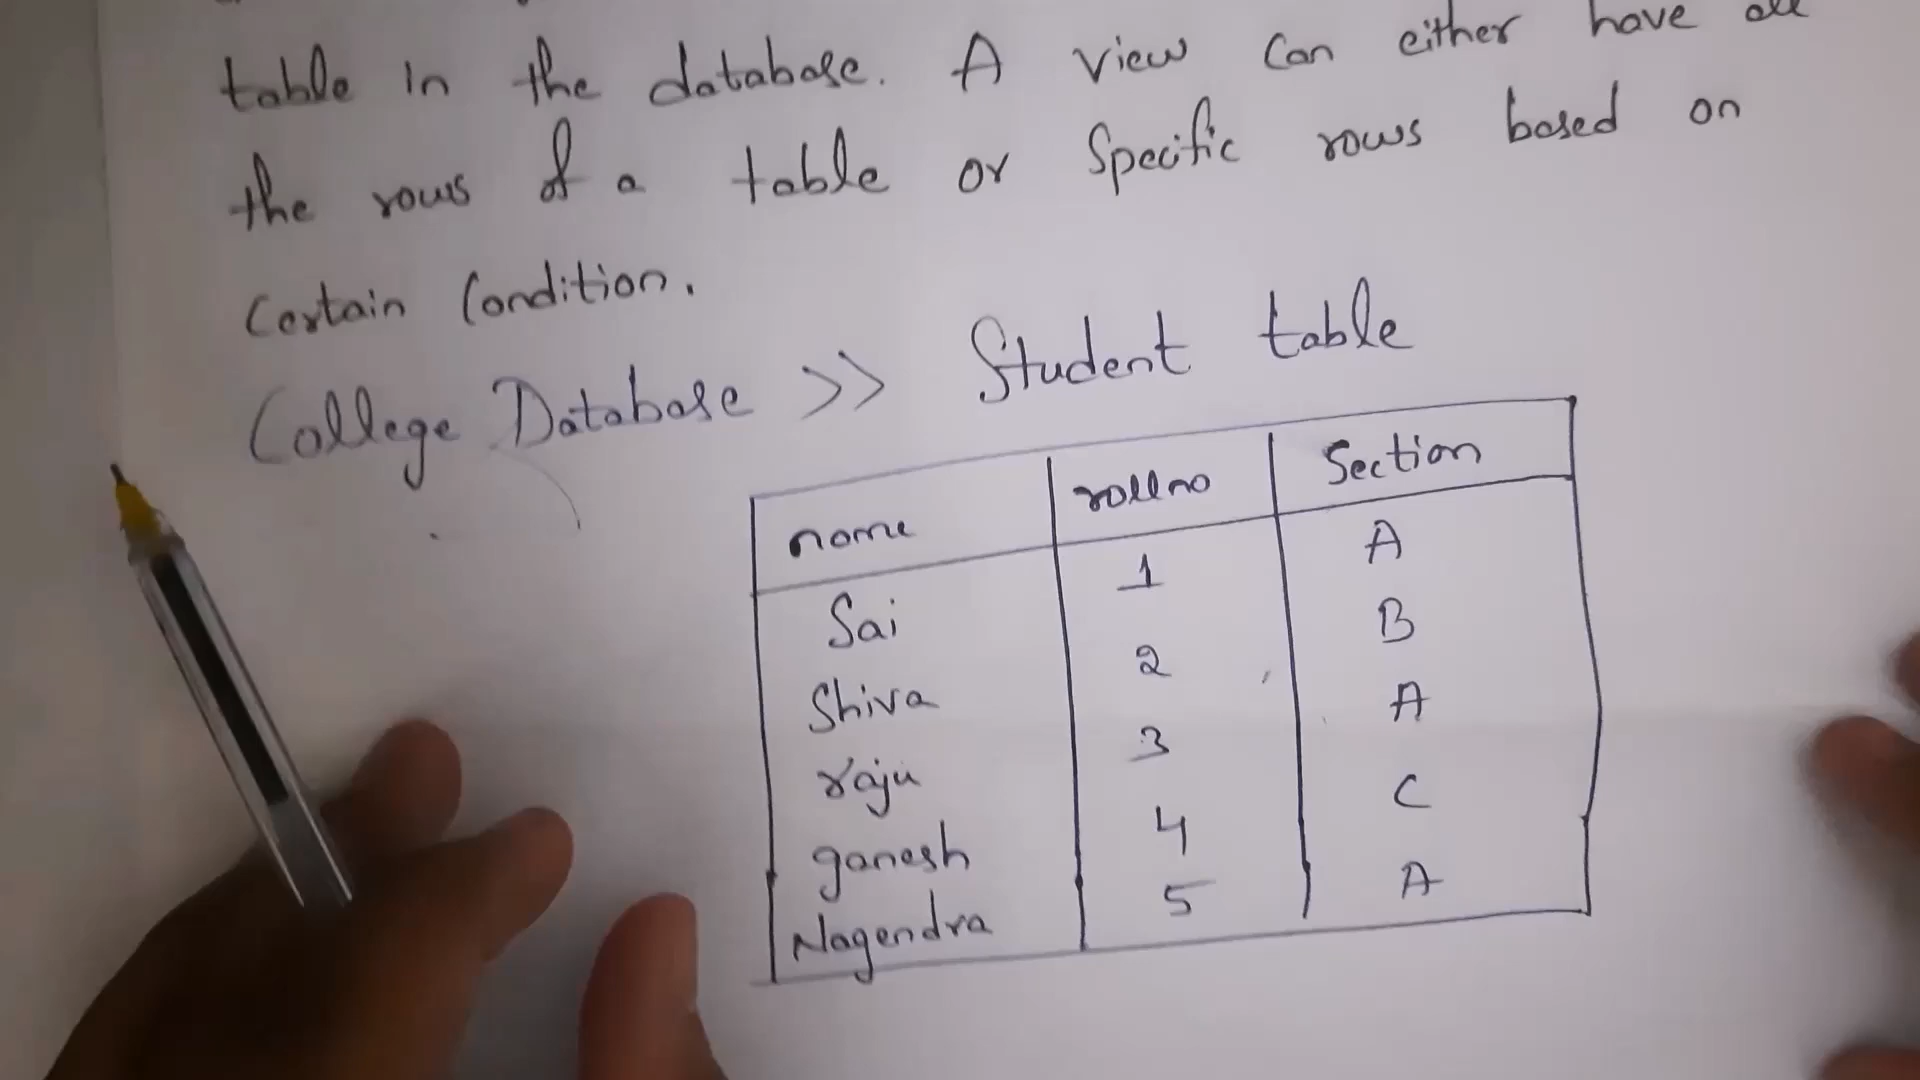 table in the database. A view can either have all
the rows of a table or Specific rows based on
Certain Condition.
College Database >> Student table
name rollno Section
Sai 1 A
Shiva 2 B
raju 3 A
ganesh 4 C
Nagendra 5 A